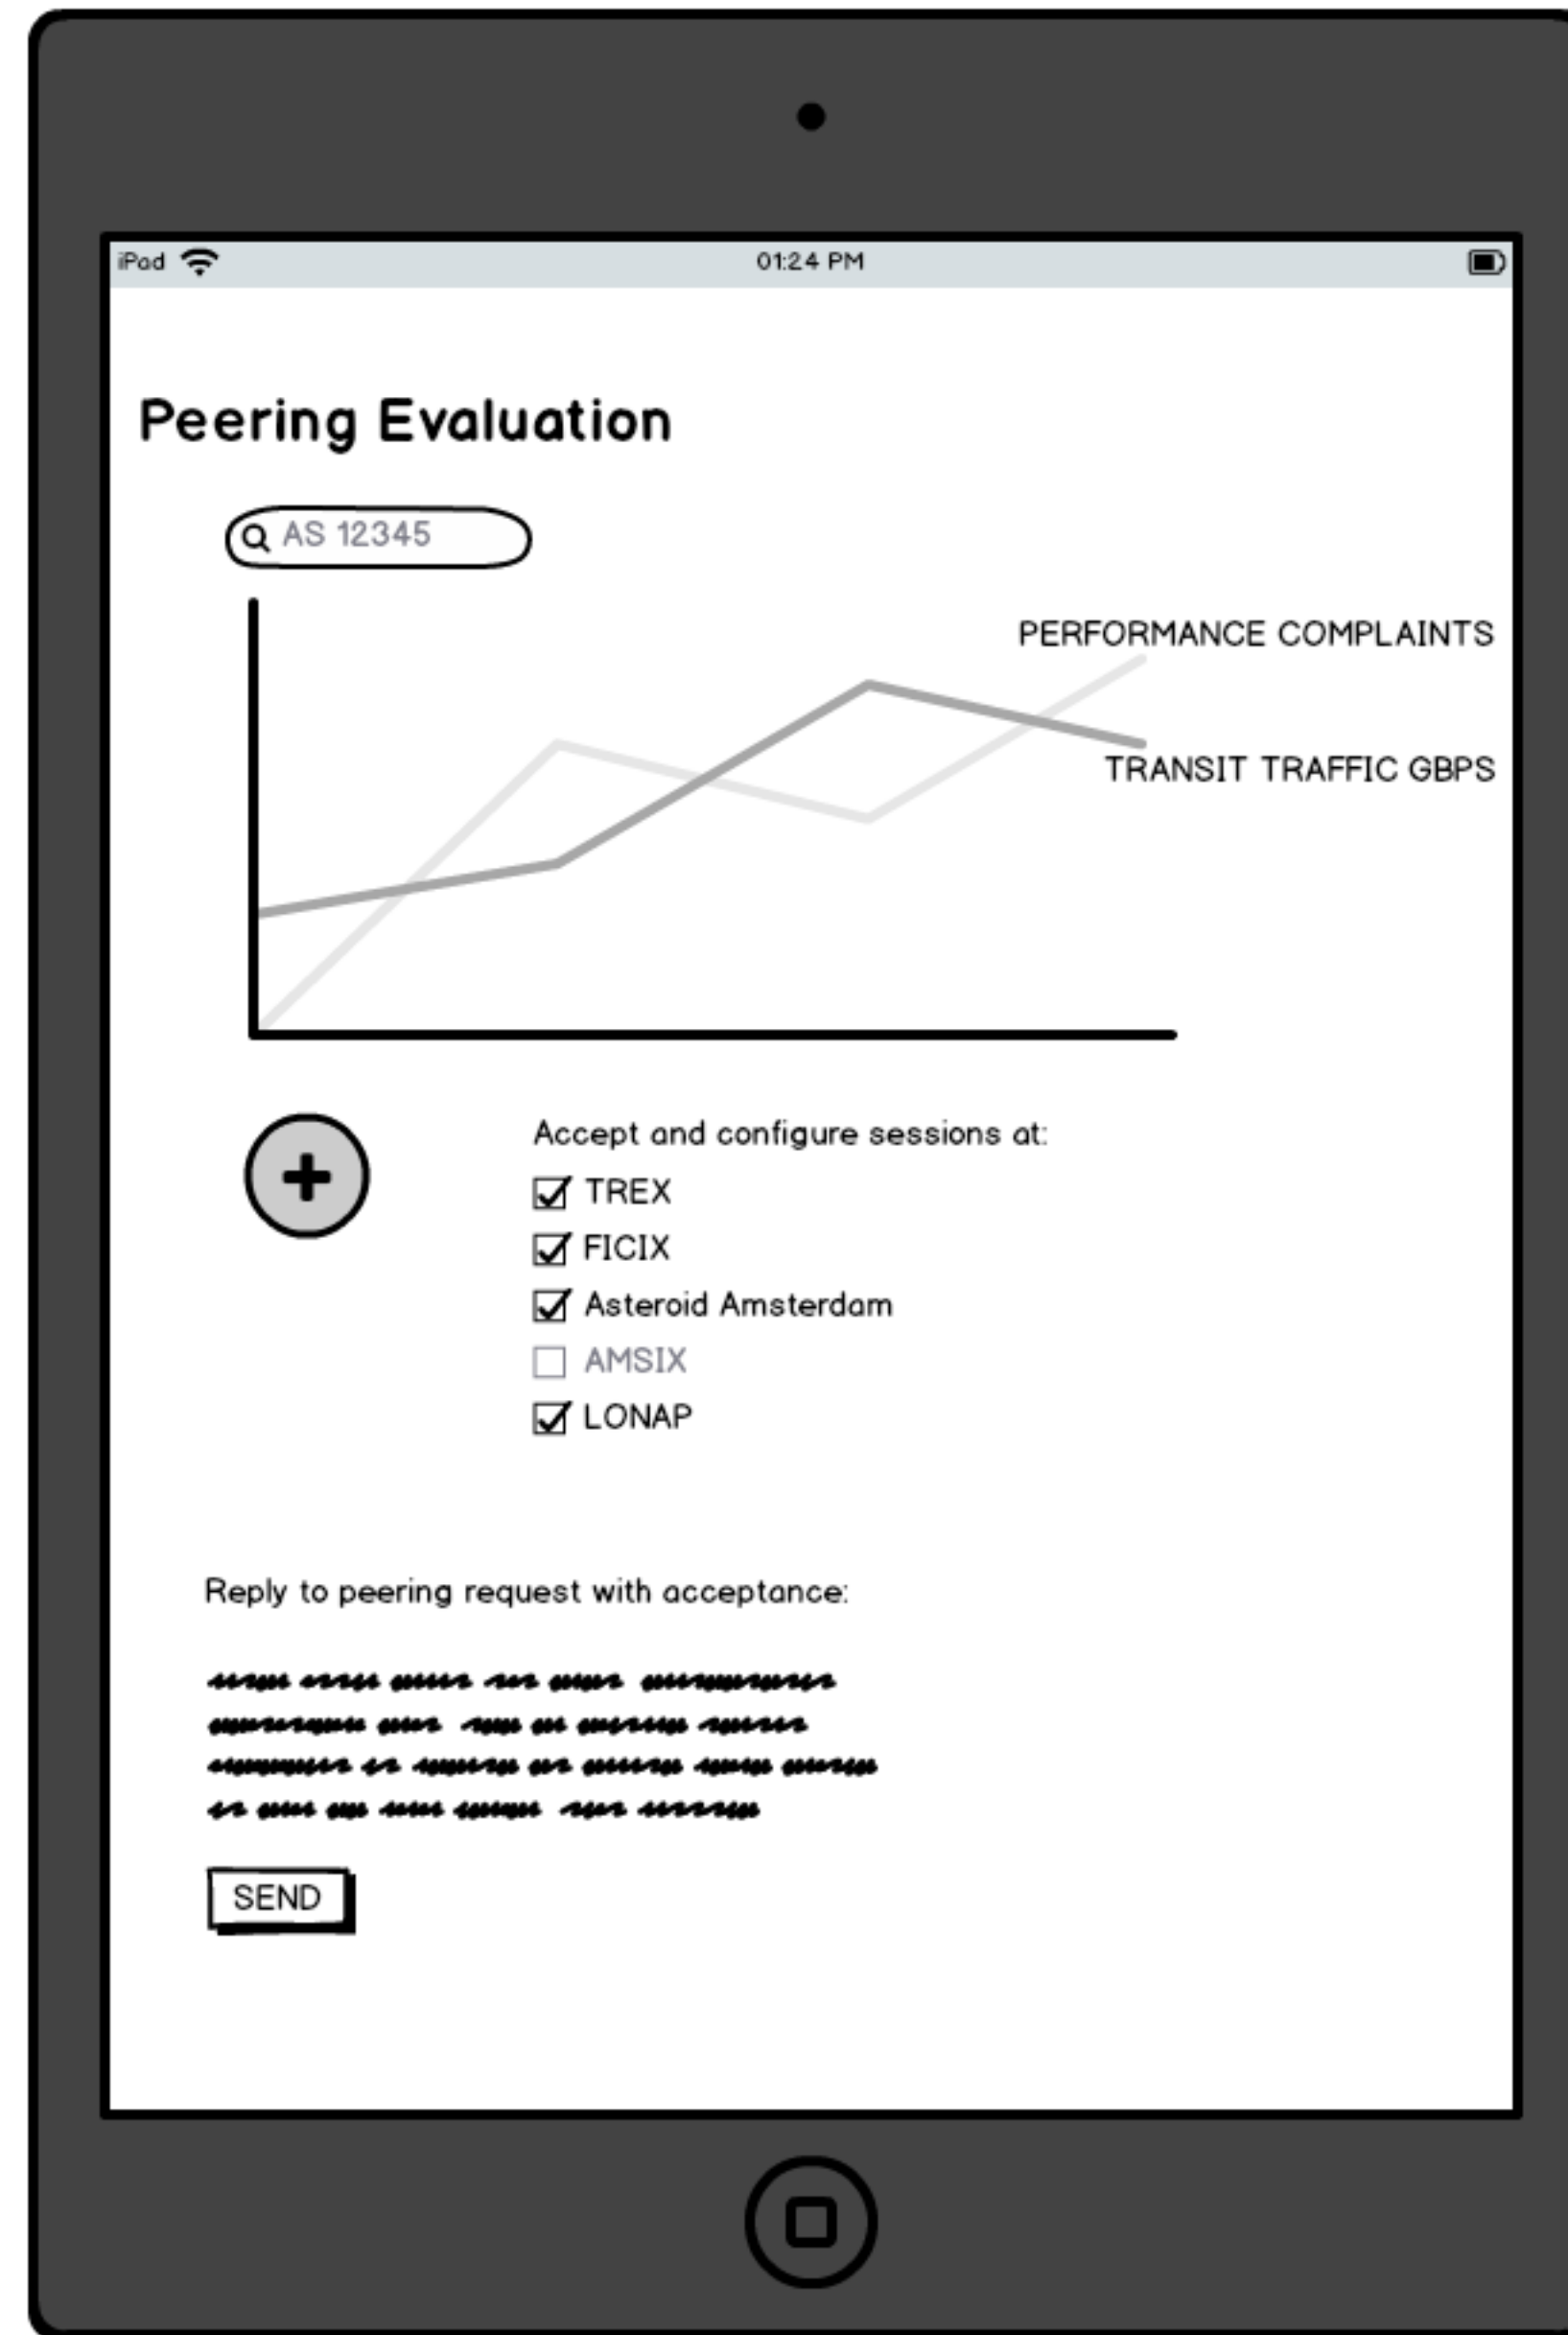 iPad 01:24 PM
Peering Evaluation
AS 12345
PERFORMANCE COMPLAINTS
TRANSIT TRAFFIC GBPS
Accept and configure sessions at:
TREX
FICIX
Asteroid Amsterdam
AMSIX
LONAP
Reply to peering request with acceptance:
SEND